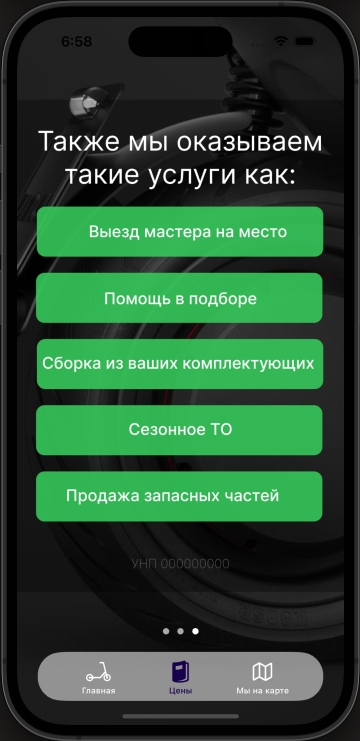 6:58
Также мы оказываем
такие услуги как:
Выезд мастера на место
Помощь в подборе
Сборка из ваших комплектующих
Сезонное ТО
Продажа запасных частей
УНП 000000000
Главная
Цены
Мы на карте